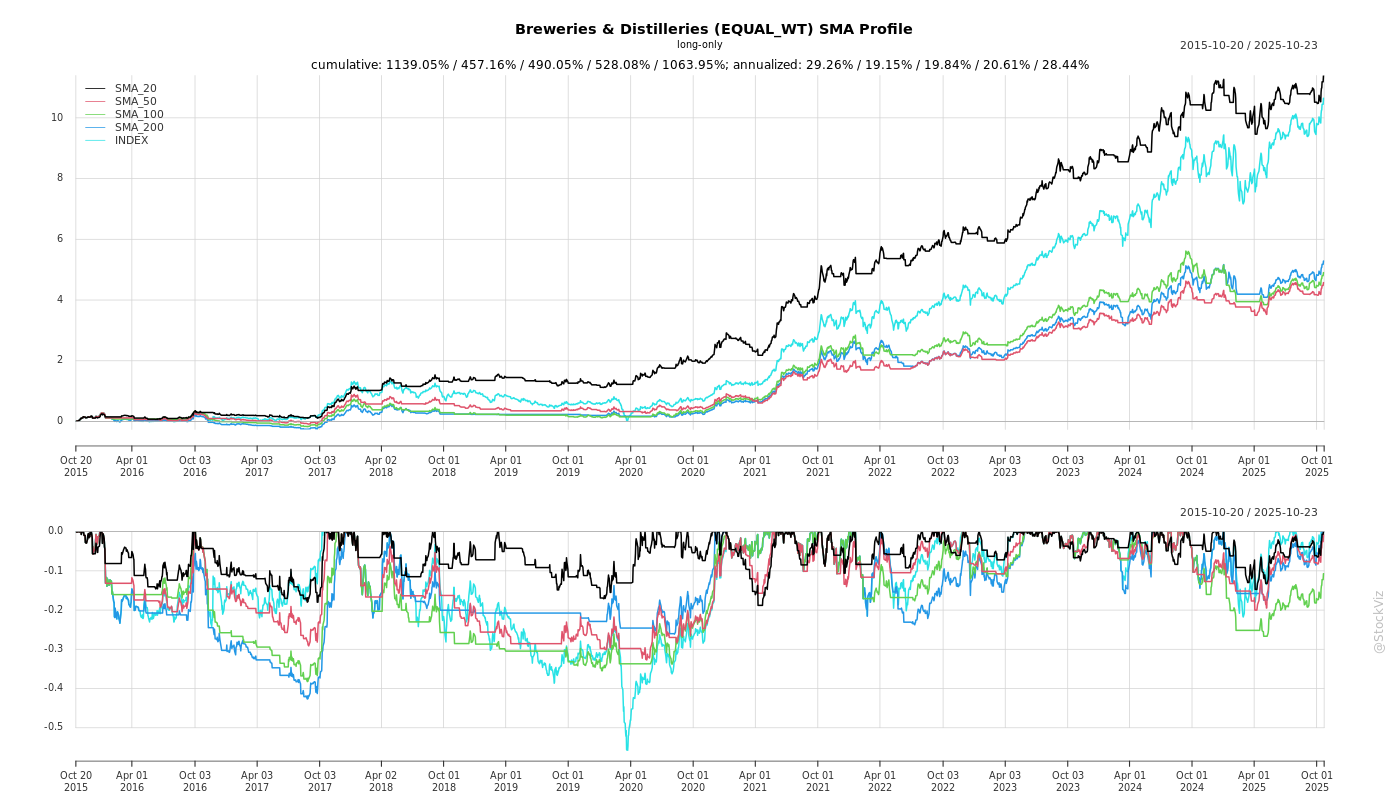 Breweries & Distilleries (EQUAL_WT) SMA Profile
long-only
2015-10-20 / 2025-10-23
cumulative: 1139.05% / 457.16% / 490.05% / 528.08% / 1063.95%; annualized: 29.26% / 19.15% / 19.84% / 20.61% / 28.44%
SMA_20
SMA_50
SMA_100
SMA_200
INDEX
10
8
6
4
2
0
Oct 20 Apr 01 Oct 03 Apr 03 Oct 03 Apr 02 Oct 01 Apr 01 Oct 01 Apr 01 Oct 01 Apr 01 Oct 01 Apr 01 Oct 03 Apr 03 Oct 03 Apr 01 Oct 01 Apr 01 Oct 01
2015 2016 2016 2017 2017 2018 2018 2019 2019 2020 2020 2021 2021 2022 2022 2023 2023 2024 2024 2025 2025
2015-10-20 / 2025-10-23
0.0
-0.1
-0.2
-0.3
-0.4
-0.5
Oct 20 Apr 01 Oct 03 Apr 03 Oct 03 Apr 02 Oct 01 Apr 01 Oct 01 Apr 01 Oct 01 Apr 01 Oct 01 Apr 01 Oct 03 Apr 03 Oct 03 Apr 01 Oct 01 Apr 01 Oct 01
2015 2016 2016 2017 2017 2018 2018 2019 2019 2020 2020 2021 2021 2022 2022 2023 2023 2024 2024 2025 2025
@StockViz